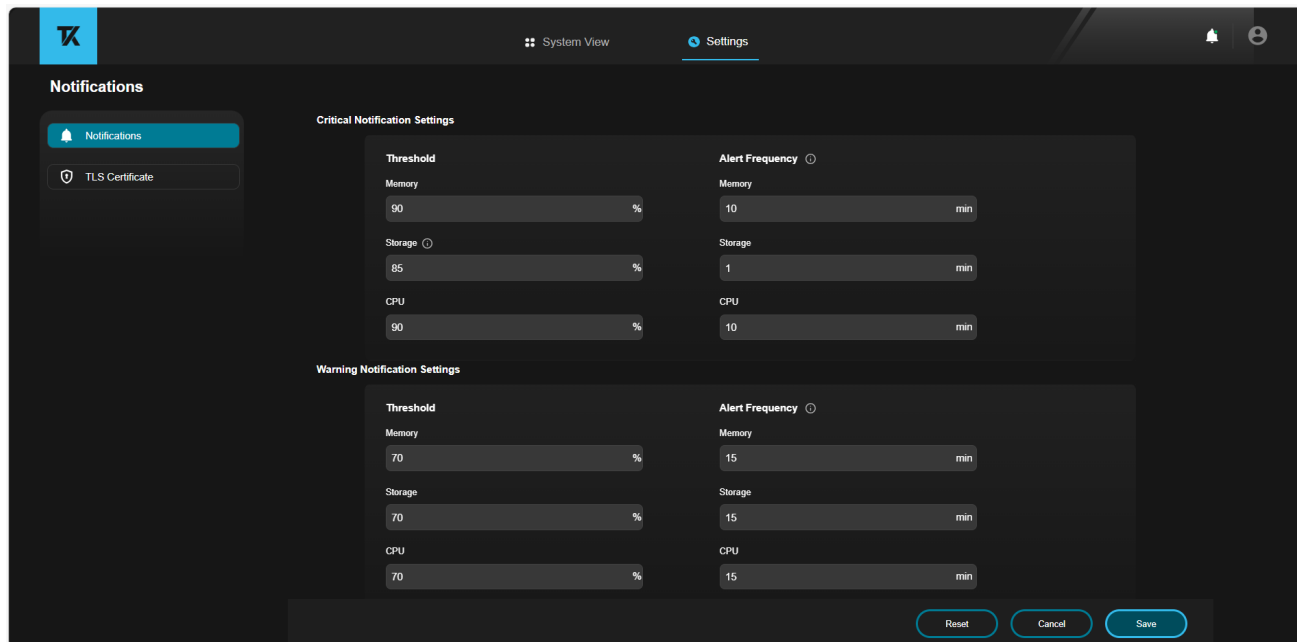 TK
System View
Settings
Notifications
Notifications
TLS Certificate
Critical Notification Settings
Threshold
Alert Frequency
Memory
Memory
90 %
10 min
Storage
Storage
85 %
1 min
CPU
CPU
90 %
10 min
Warning Notification Settings
Threshold
Alert Frequency
Memory
Memory
70 %
15 min
Storage
Storage
70 %
15 min
CPU
CPU
70 %
15 min
Reset
Cancel
Save